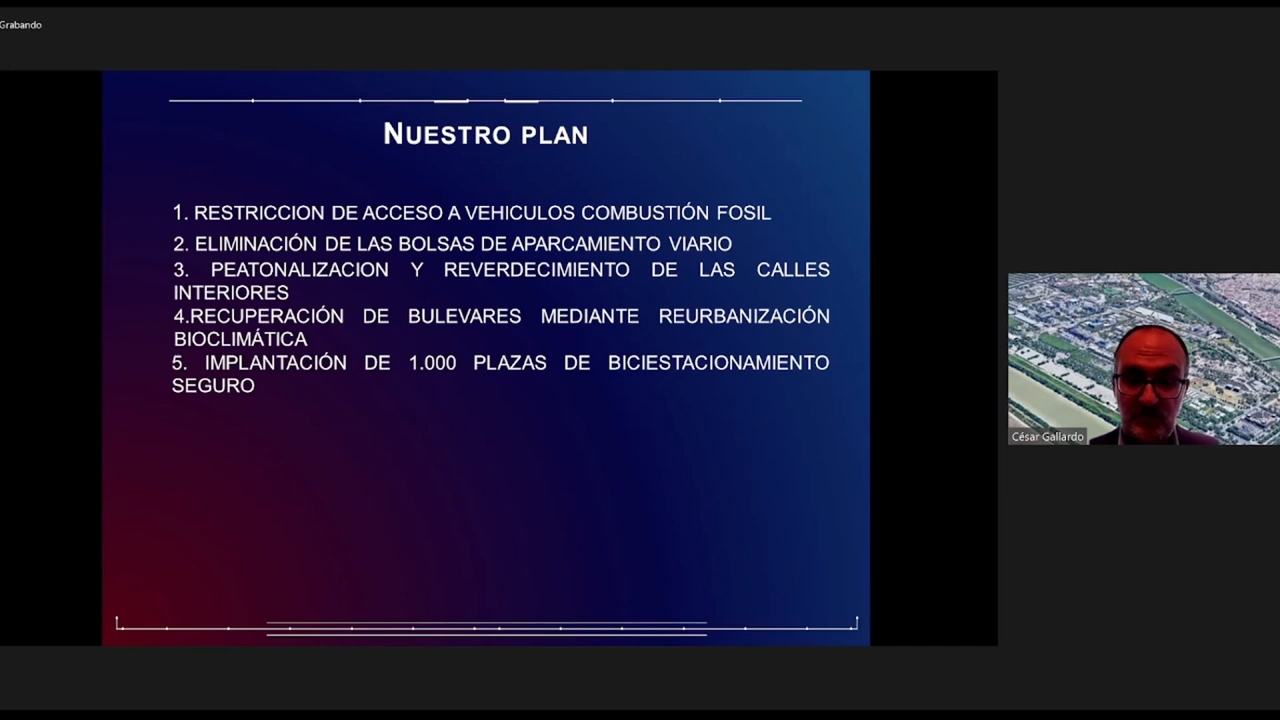 Grabando
NUESTRO PLAN
1. RESTRICCION DE ACCESO A VEHICULOS COMBUSTIÓN FOSIL
2. ELIMINACIÓN DE LAS BOLSAS DE APARCAMIENTO VIARIO
3. PEATONALIZACION Y REVERDECIMIENTO DE LAS CALLES
INTERIORES
4.RECUPERACIÓN DE BULEVARES MEDIANTE REURBANIZACIÓN
BIOCLIMÁTICA
5. IMPLANTACIÓN DE 1.000 PLAZAS DE BICIESTACIONAMIENTO
SEGURO
César Gallardo